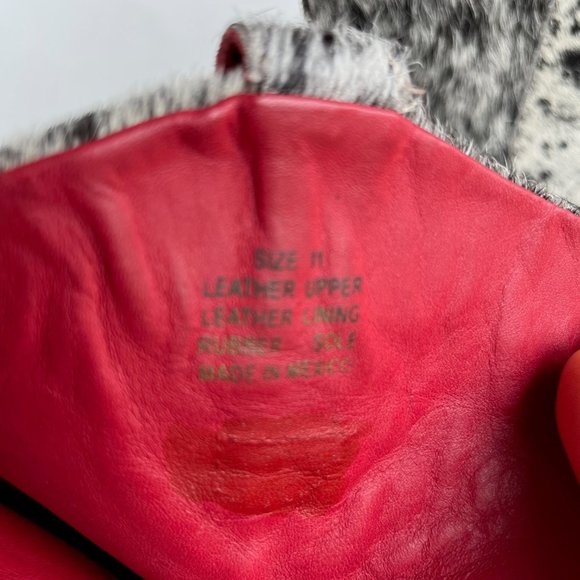 SIZE 11
LEATHER UPPER
LEATHER LINING
RUBBER SOLE
MADE IN MEXICO